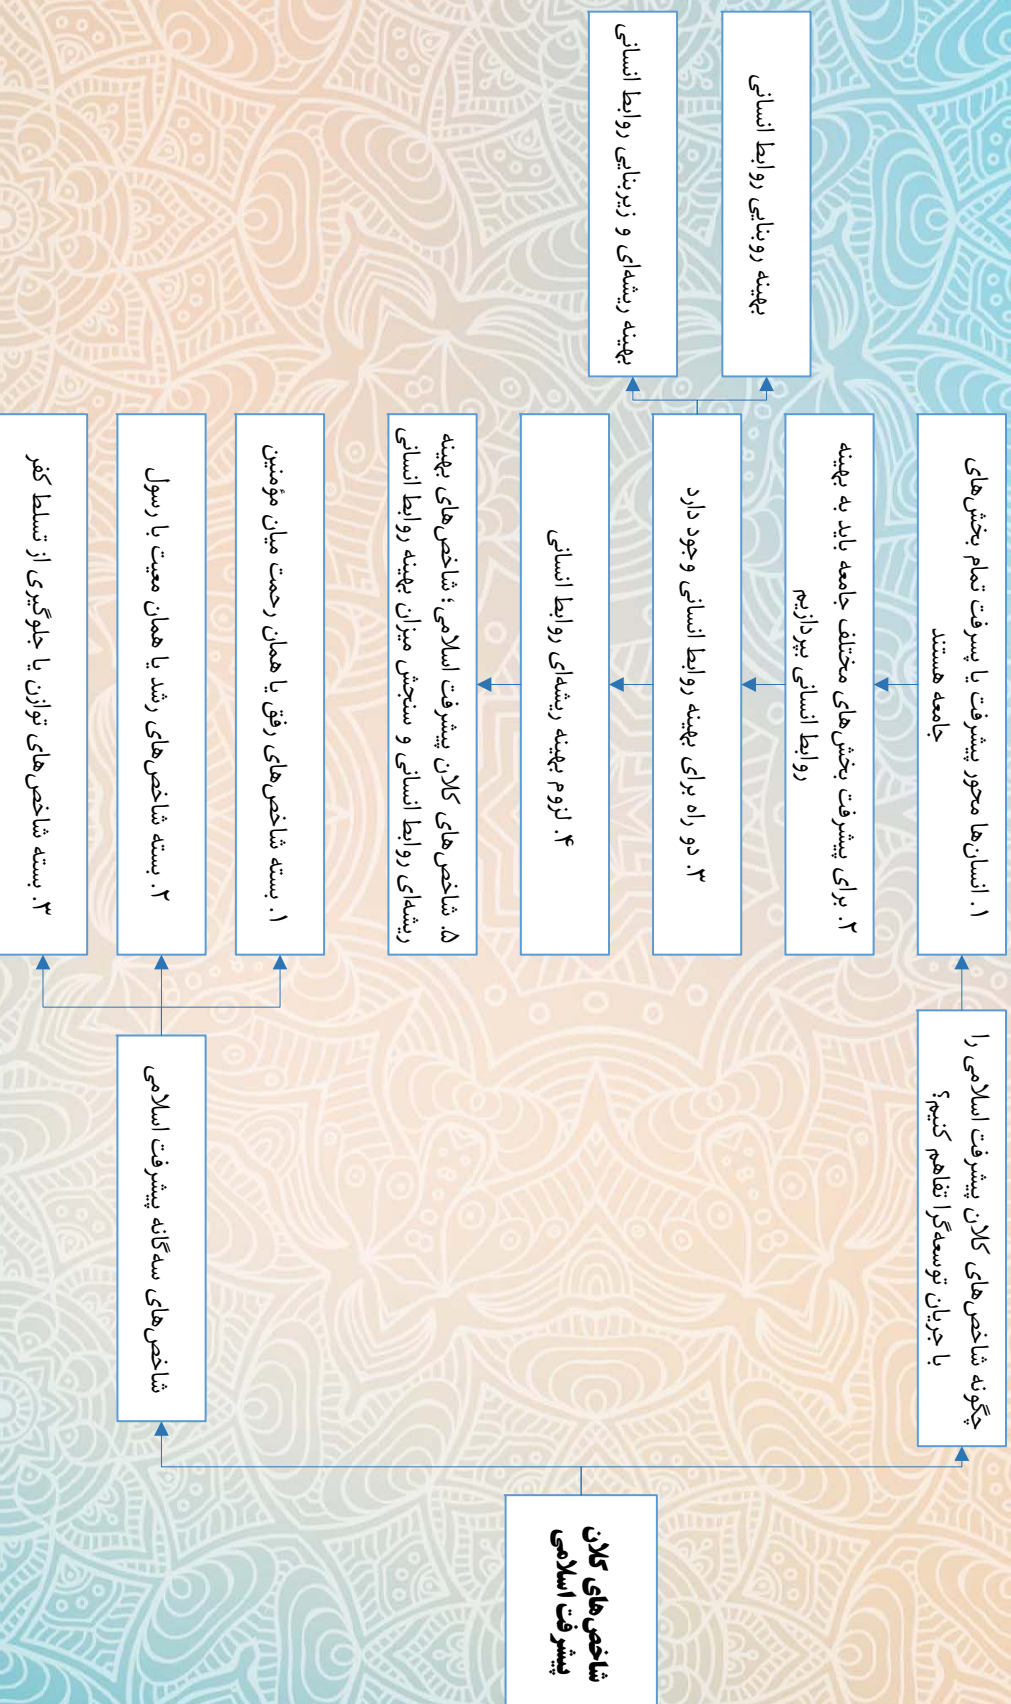 شاخص‌های کلان
پیشرفت اسلامی
چگونه شاخص‌های کلان پیشرفت اسلامی را
با جریان توسعه‌گرا تفاهم کنیم؟
۱. انسان‌ها محور پیشرفت یا پسرفت تمام بخش‌های
جامعه هستند
۲. برای پیشرفت بخش‌های مختلف جامعه باید به بهینه
روابط انسانی بپردازیم
۳. دو راه برای بهینه روابط انسانی وجود دارد
بهینه روبنایی روابط انسانی
بهینه ریشه‌ای و زیربنایی روابط انسانی
۴. لزوم بهینه ریشه‌ای روابط انسانی
۵. شاخص‌های کلان پیشرفت اسلامی؛ شاخص‌های بهینه
ریشه‌ای روابط انسانی و سنجش میزان بهینه روابط انسانی
شاخص‌های سه‌گانه پیشرفت اسلامی
۱. بسته شاخص‌های رفق یا همان رحمت میان مؤمنین
۲. بسته شاخص‌های رشد یا همان معیت با رسول
۳. بسته شاخص‌های توازن یا جلوگیری از تسلط کفر